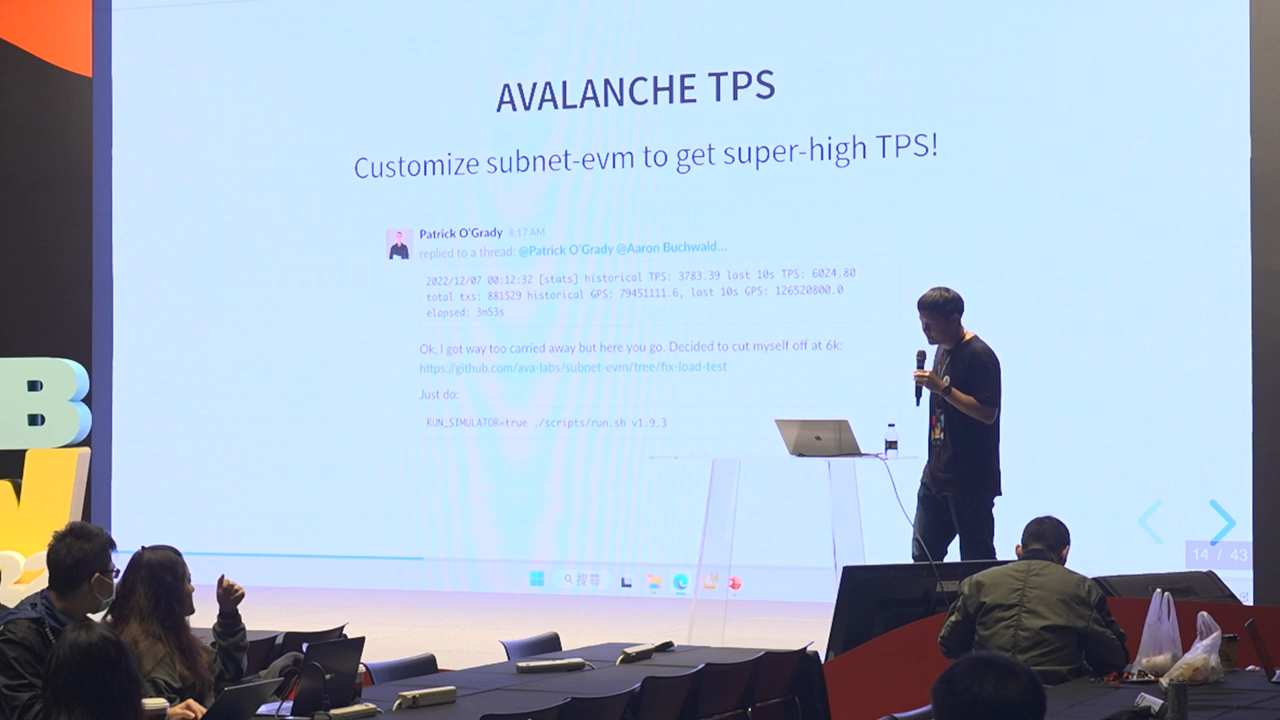 AVALANCHE TPS
Customize subnet-evm to get super-high TPS!
Patrick O'Grady 8:17 AM
replied to a thread: @Patrick O'Grady @Aaron Buchwald...
2022/12/07 00:12:32 [stats] historical TPS: 3783.39 last 10s TPS: 6024.80
total txs: 881529 historical GPS: 79451111.6, last 10s GPS: 126520800.0
elapsed: 3m53s
Ok, I got way too carried away but here you go. Decided to cut myself off at 6k:
https://github.com/ava-labs/subnet-evm/tree/fix-load-test
Just do:
RUN_SIMULATOR=true ./scripts/run.sh v1.9.3
14 / 43
搜尋
B